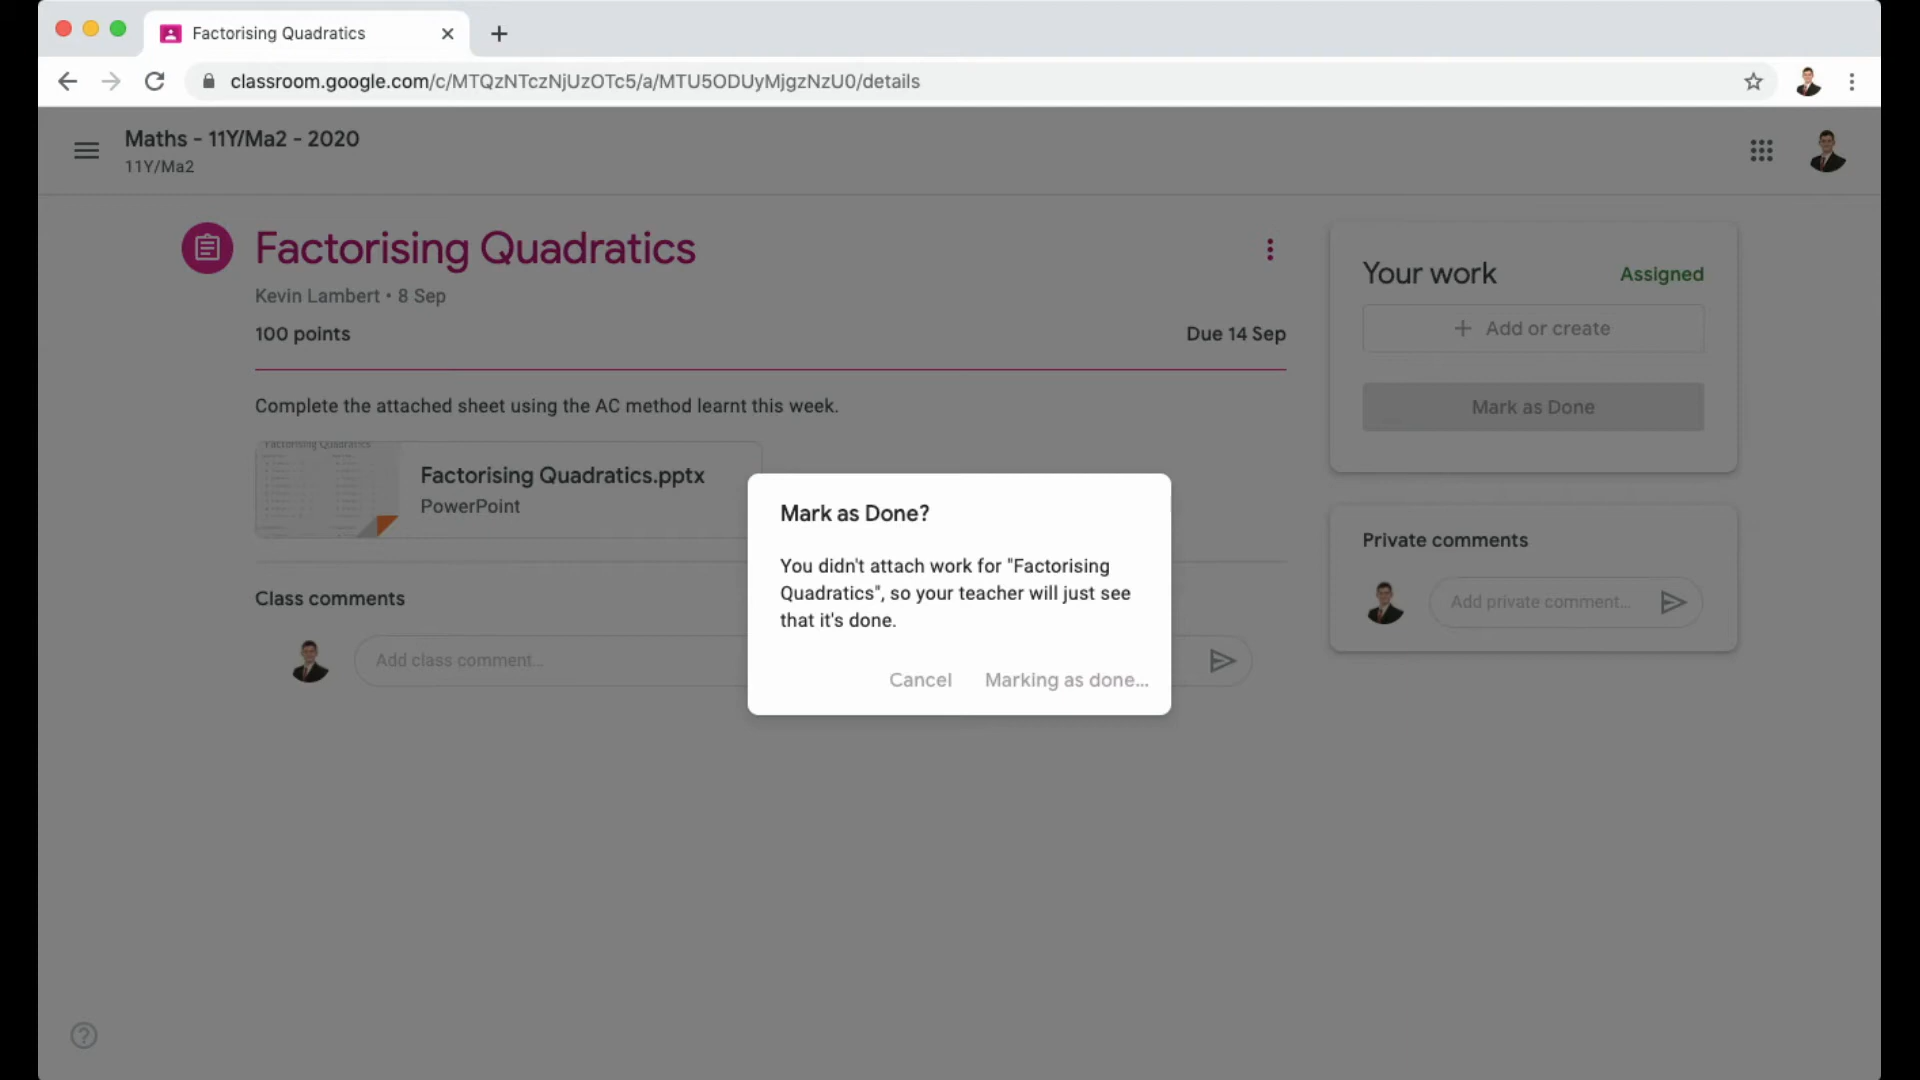 Factorising Quadratics
classroom.google.com/c/MTQzNTczNjUzOTc5/a/MTU5ODUyMjgzNzU0/details
Maths - 11Y/Ma2 - 2020
11Y/Ma2
Factorising Quadratics
Kevin Lambert • 8 Sep
100 points
Due 14 Sep
Complete the attached sheet using the AC method learnt this week.
Factorising Quadratics
Factorising Quadratics.pptx
PowerPoint
Class comments
Add class comment...
Your work
Assigned
+ Add or create
Mark as Done
Private comments
Add private comment...
Mark as Done?
You didn't attach work for "Factorising
Quadratics", so your teacher will just see
that it's done.
Cancel
Marking as done...